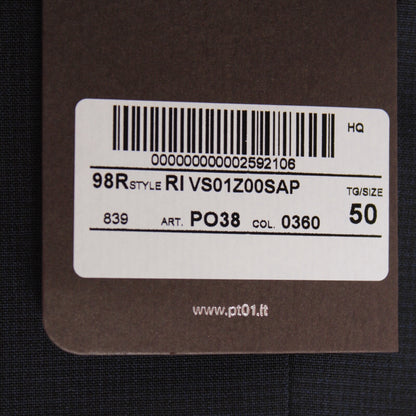 HQ
000000000002592106
98R STYLE RI VS01Z00SAP TG/SIZE
839 ART. PO38 COL. 0360 50
www.pt01.it